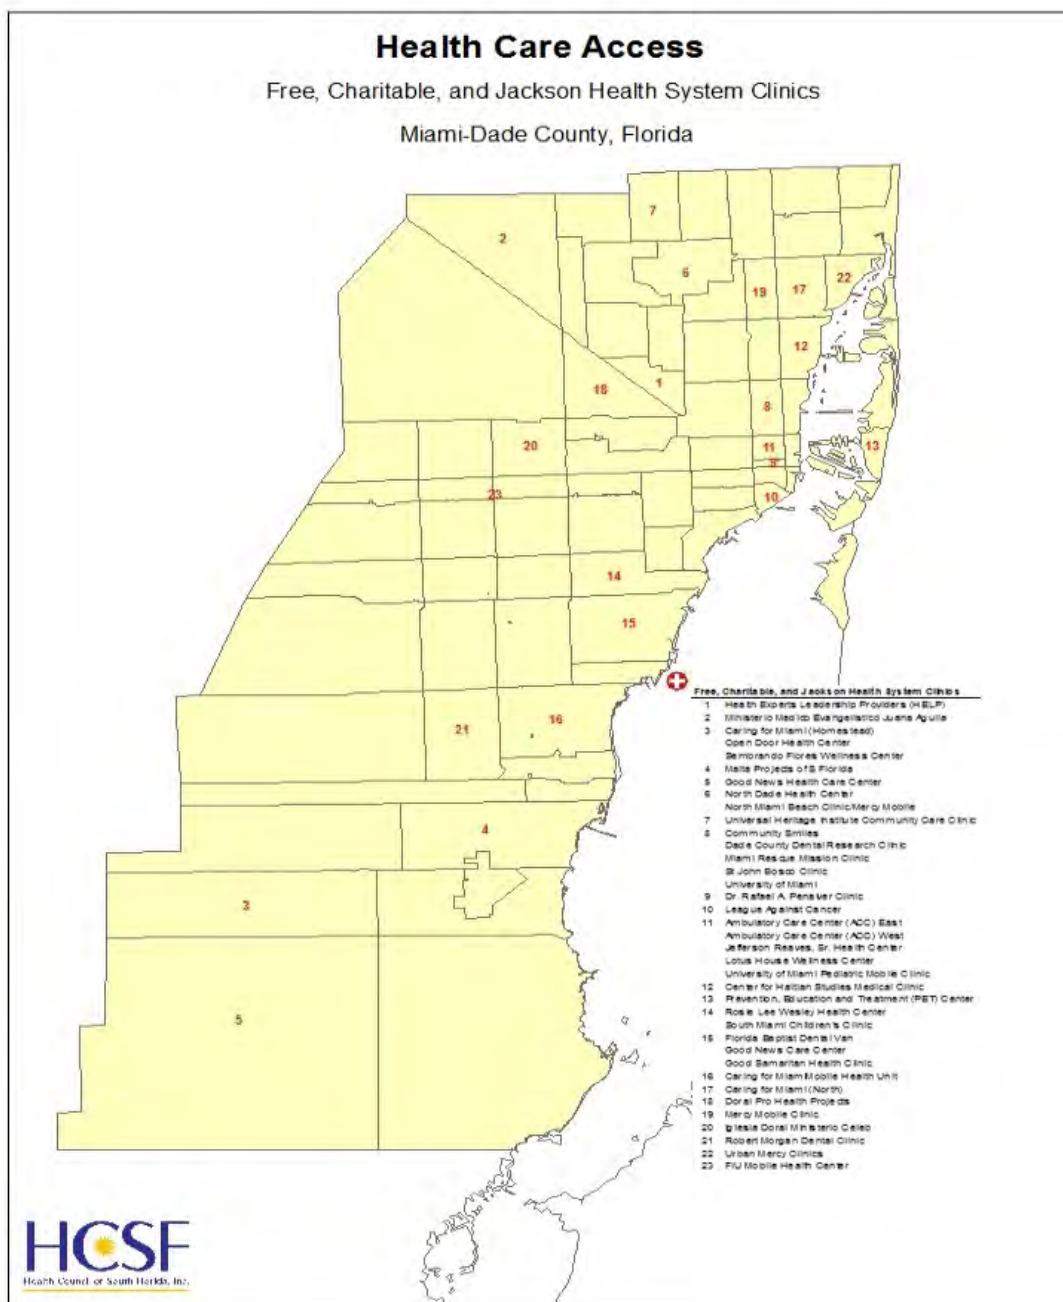 Health Care Access
Free, Charitable, and Jackson Health System Clinics
Miami-Dade County, Florida
7
2
6
22
19
17
12
18
1
8
20
11
13
9
23
10
14
15
21
16
4
3
5
Free, Charitable, and Jackson Health System Clinics
1 Health Experts Leadership Providers (HELP)
2 Ministerio Medico Evangelistico Juana Aguila
3 Caring for Miami (Homestead)
Open Door Health Center
Sembrando Flores Wellness Center
4 Malta Projects of S Florida
5 Good News Health Care Center
6 North Dade Health Center
North Miami Beach Clinic/Mercy Mobile
7 Universal Heritage Institute Community Care Clinic
8 Community Smiles
Dade County Dental Research Clinic
Miami Rescue Mission Clinic
St John Bosco Clinic
University of Miami
9 Dr. Rafael A. Penalver Clinic
10 League Against Cancer
11 Ambulatory Care Center (ACC) East
Ambulatory Care Center (ACC) West
Jefferson Reaves, Sr. Health Center
Lotus House Wellness Center
University of Miami Pediatric Mobile Clinic
12 Center for Haitian Studies Medical Clinic
13 Prevention, Education and Treatment (PET) Center
14 Rosie Lee Wesley Health Center
South Miami Children's Clinic
15 Florida Baptist Dental Van
Good News Care Center
Good Samaritan Health Clinic
16 Caring for Miami Mobile Health Unit
17 Caring for Miami (North)
18 Doral Pro Health Projects
19 Mercy Mobile Clinic
20 Iglesia Doral Ministerio Caleb
21 Robert Morgan Dental Clinic
22 Urban Mercy Clinics
23 FIU Mobile Health Center
HCSF
Health Council of South Florida, Inc.